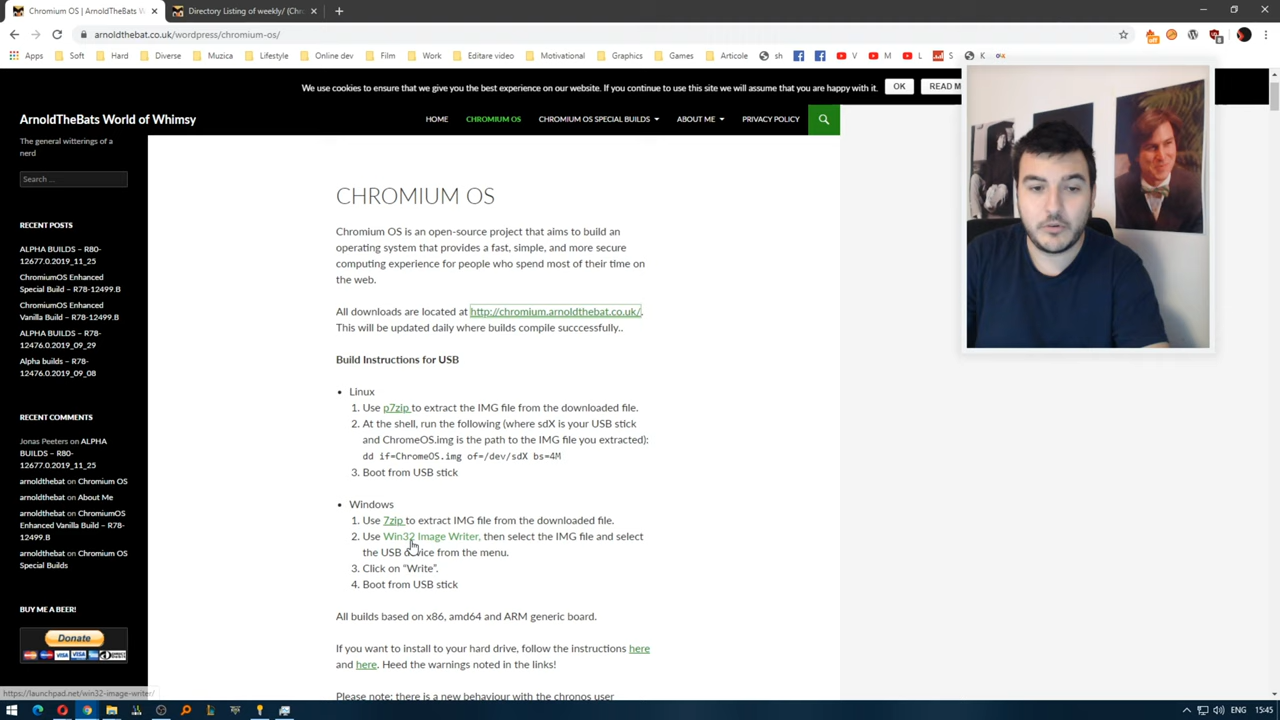 Chromium OS | ArnoldTheBats W
Directory Listing of weekly/ (Chro
arnoldthebat.co.uk/wordpress/chromium-os/
Apps Soft Hard Diverse Muzica Lifestyle Online dev Film Editare video Work Motivational Graphics Games Articole sh V M L S K
We use cookies to ensure that we give you the best experience on our website. If you continue to use this site we will assume that you are happy with it. OK READ M
ArnoldTheBats World of Whimsy
HOME CHROMIUM OS CHROMIUM OS SPECIAL BUILDS ABOUT ME PRIVACY POLICY
The general witterings of a
nerd
Search ...
RECENT POSTS
ALPHA BUILDS – R80-
12677.0.2019_11_25
ChromiumOS Enhanced
Special Build – R78-12499.B
ChromiumOS Enhanced
Vanilla Build – R78-12499.B
ALPHA BUILDS – R78-
12476.0.2019_09_29
Alpha builds – R78-
12476.0.2019_09_08
RECENT COMMENTS
Jonas Peeters on ALPHA
BUILDS – R80-
12677.0.2019_11_25
arnoldthebat on Chromium OS
arnoldthebat on About Me
arnoldthebat on ChromiumOS
Enhanced Vanilla Build – R78-
12499.B
arnoldthebat on Chromium OS
Special Builds
BUY ME A BEER!
Donate
CHROMIUM OS
Chromium OS is an open-source project that aims to build an
operating system that provides a fast, simple, and more secure
computing experience for people who spend most of their time on
the web.
All downloads are located at http://chromium.arnoldthebat.co.uk/.
This will be updated daily where builds compile succcessfully..
Build Instructions for USB
• Linux
1. Use p7zip to extract the IMG file from the downloaded file.
2. At the shell, run the following (where sdX is your USB stick
and ChromeOS.img is the path to the IMG file you extracted):
dd if=ChromeOS.img of=/dev/sdX bs=4M
3. Boot from USB stick
• Windows
1. Use 7zip to extract IMG file from the downloaded file.
2. Use Win32 Image Writer, then select the IMG file and select
the USB device from the menu.
3. Click on “Write”.
4. Boot from USB stick
All builds based on x86, amd64 and ARM generic board.
If you want to install to your hard drive, follow the instructions here
and here. Heed the warnings noted in the links!
Please note: there is a new behaviour with the chronos user
https://launchpad.net/win32-image-writer/
ENG 15:45